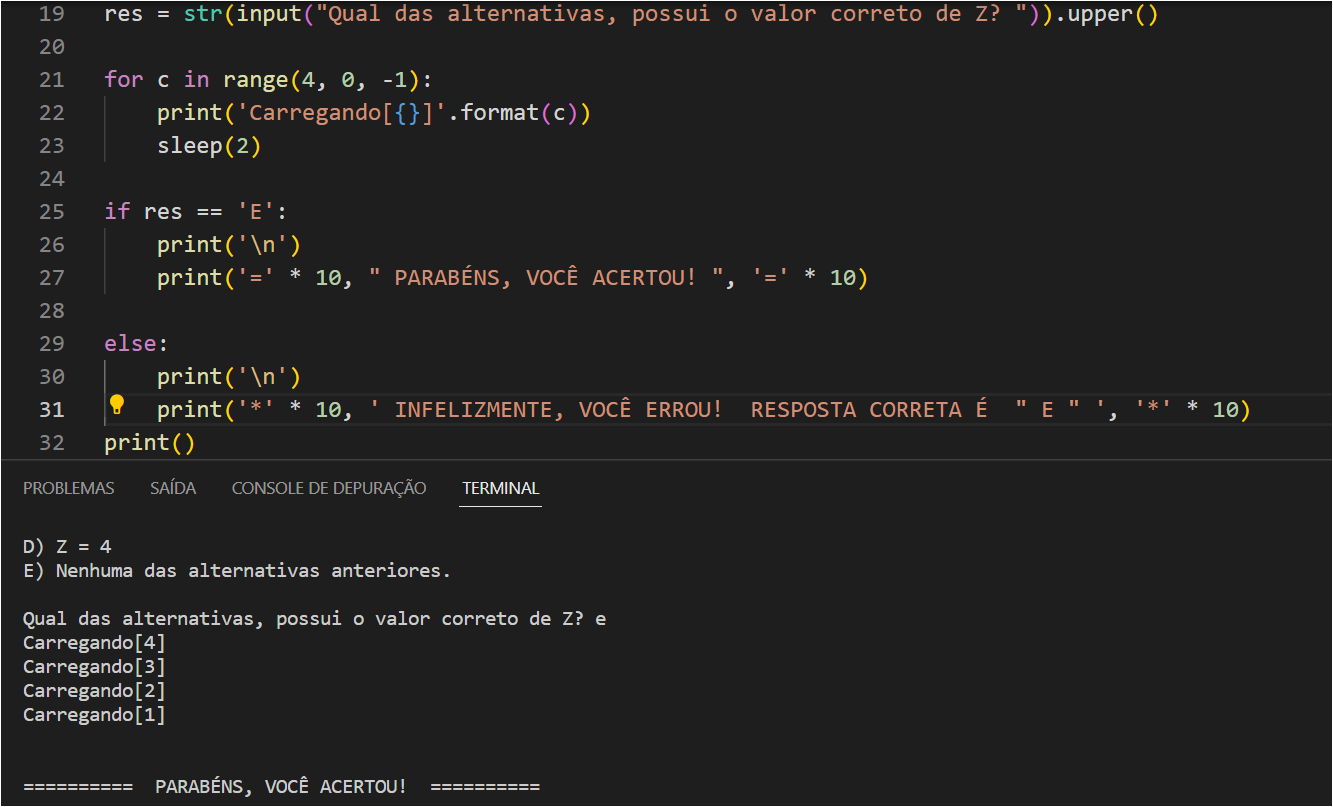 19 res = str(input("Qual das alternativas, possui o valor correto de Z? ")).upper()
20
21 for c in range(4, 0, -1):
22     print('Carregando[{}]'.format(c))
23     sleep(2)
24
25 if res == 'E':
26     print('\n')
27     print('=' * 10, " PARABÉNS, VOCÊ ACERTOU! ", '=' * 10)
28
29 else:
30     print('\n')
31     print('*' * 10, ' INFELIZMENTE, VOCÊ ERROU!  RESPOSTA CORRETA É  " E " ', '*' * 10)
32 print()
PROBLEMAS SAÍDA CONSOLE DE DEPURAÇÃO TERMINAL
D) Z = 4
E) Nenhuma das alternativas anteriores.
Qual das alternativas, possui o valor correto de Z? e
Carregando[4]
Carregando[3]
Carregando[2]
Carregando[1]
==========  PARABÉNS, VOCÊ ACERTOU!  ==========